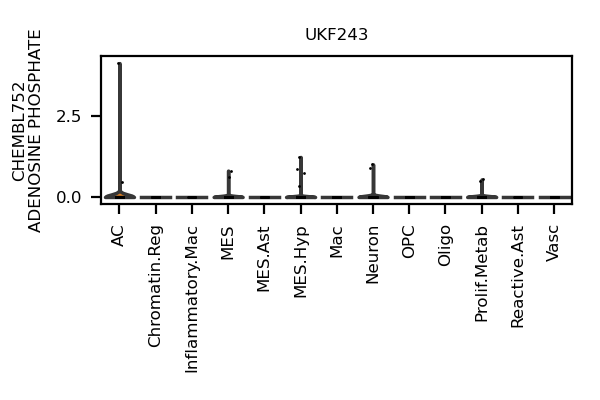 UKF243
CHEMBL752
ADENOSINE PHOSPHATE
2.5
0.0
AC
Chromatin.Reg
Inflammatory.Mac
MES
MES.Ast
MES.Hyp
Mac
Neuron
OPC
Oligo
Prolif.Metab
Reactive.Ast
Vasc